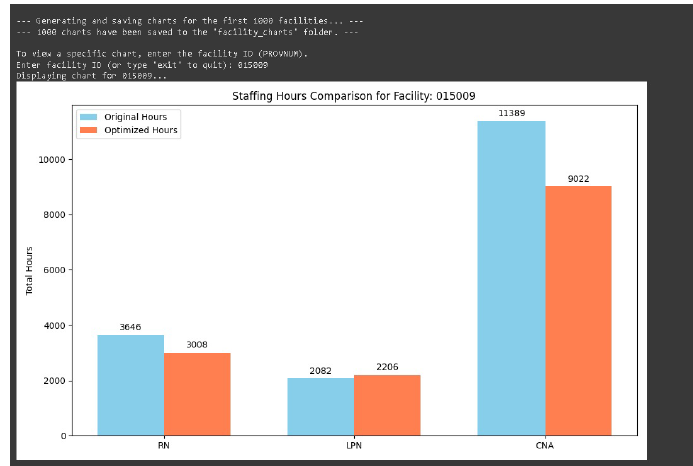 --- Generating and saving charts for the first 1000 facilities... ---
--- 1000 charts have been saved to the 'facility_charts' folder. ---
To view a specific chart, enter the facility ID (PROVNUM).
Enter facility ID (or type 'exit' to quit): 015009
Displaying chart for 015009...
Staffing Hours Comparison for Facility: 015009
Original Hours
Optimized Hours
11389
9022
3646
3008
2082
2206
Total Hours
10000
8000
6000
4000
2000
0
RN
LPN
CNA